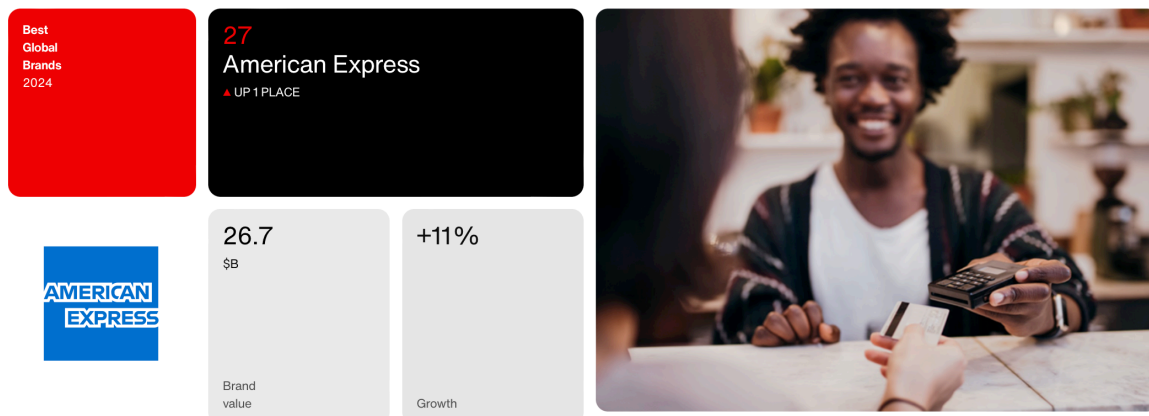 Best
Global
Brands
2024
27
American Express
▲ UP 1 PLACE
AMERICAN
EXPRESS
26.7
$B
Brand
value
+11%
Growth